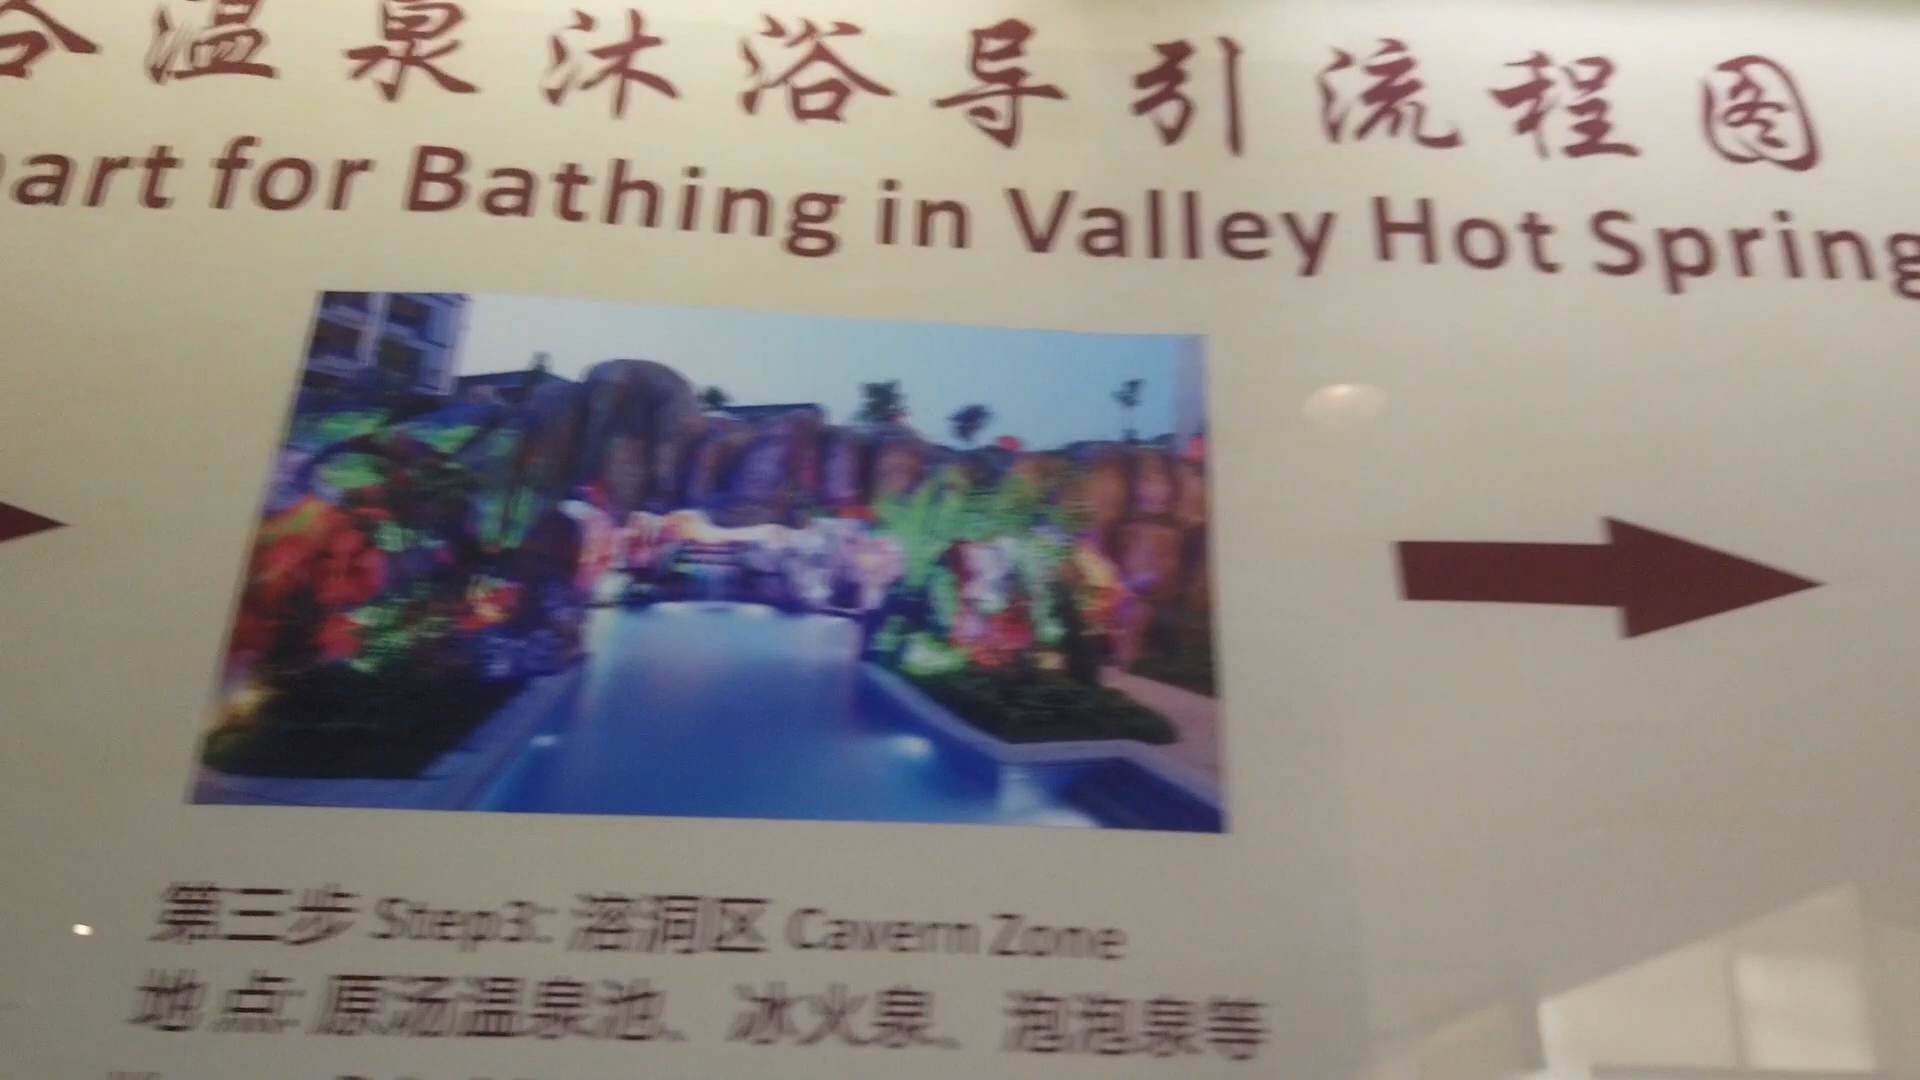 谷温泉沐浴导引流程图
art for Bathing in Valley Hot Spring
第三步 Step3: 溶洞区 Cavern Zone
地点: 原汤温泉池、冰火泉、泡泡泉等